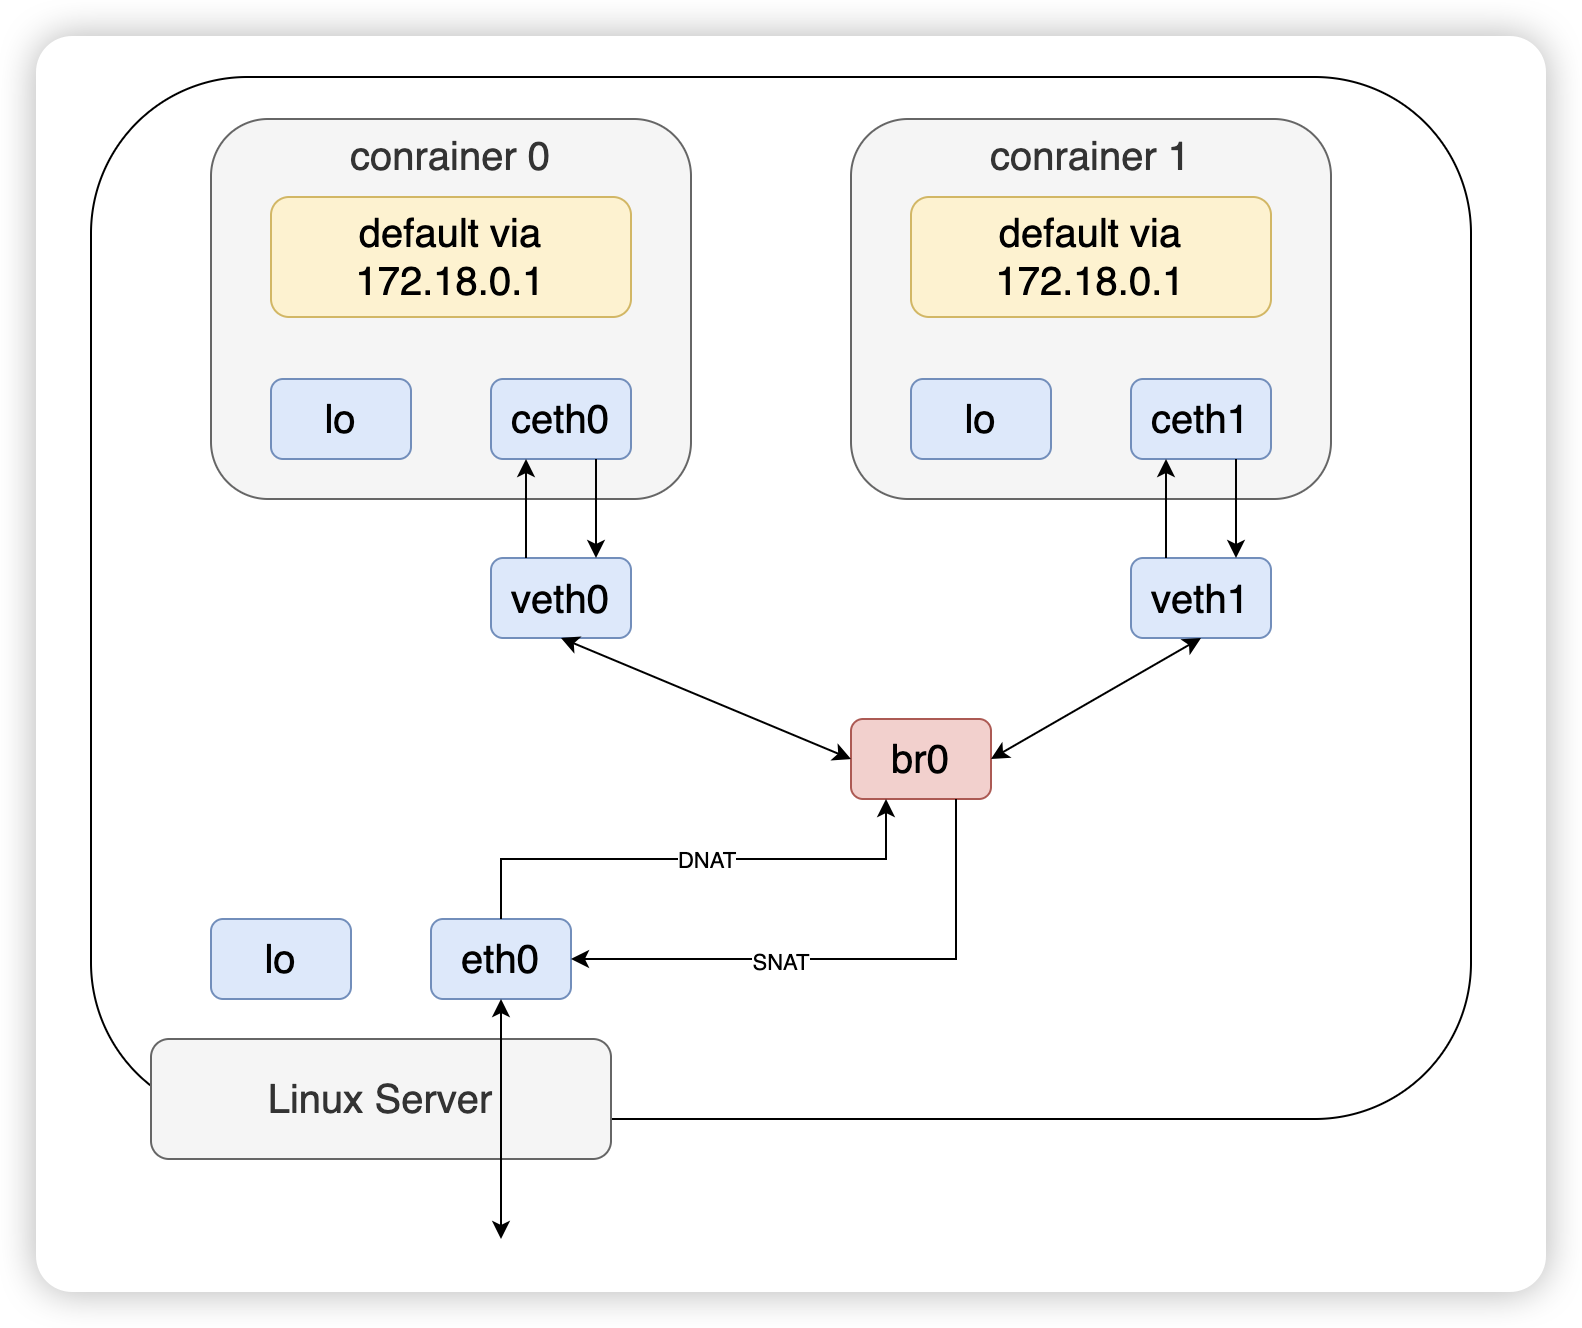 conrainer 0
conrainer 1
default via
172.18.0.1
default via
172.18.0.1
lo
ceth0
lo
ceth1
veth0
veth1
br0
DNAT
lo
eth0
SNAT
Linux Server